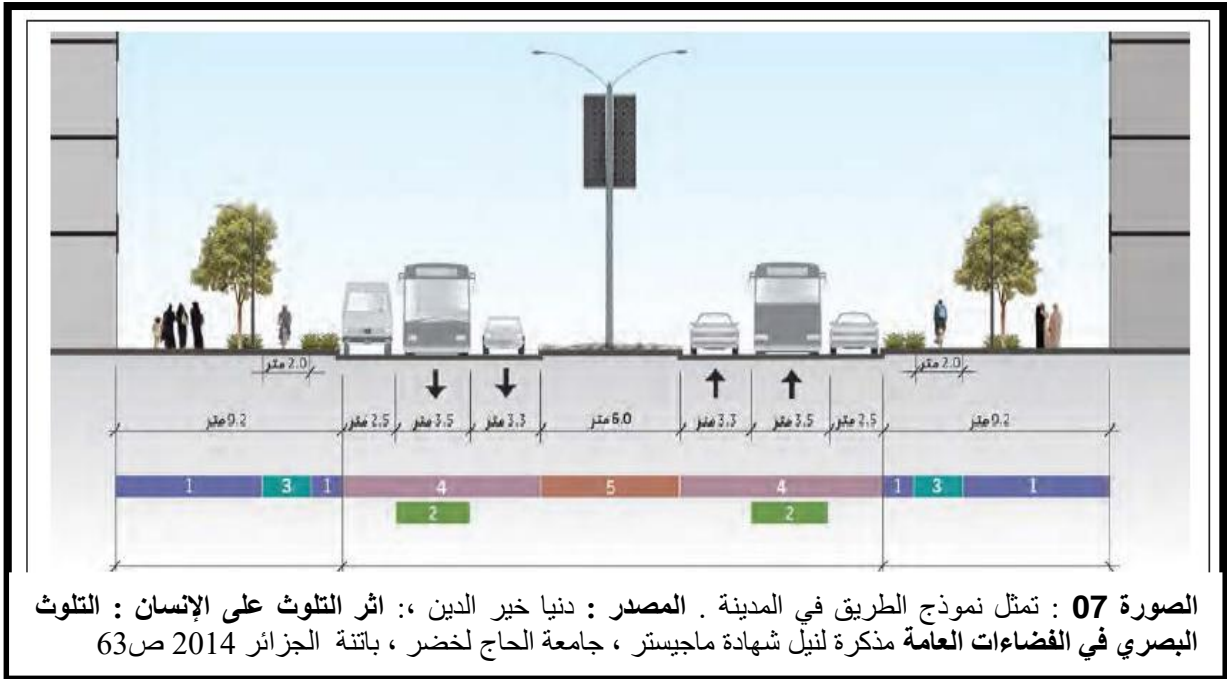 2.0 متر
2.0 متر
9.2 متر
2.5 متر
3.5 متر
3.3 متر
6.0 متر
3.3 متر
3.5 متر
2.5 متر
9.2 متر
1 3 1 4 5 4 1 3 1
2 2
الصورة 07 : تمثل نموذج الطريق في المدينة . المصدر : دنيا خير الدين ،: اثر التلوث على الإنسان : التلوث
البصري في الفضاءات العامة مذكرة لنيل شهادة ماجيستر ، جامعة الحاج لخضر ، باتنة الجزائر 2014 ص63